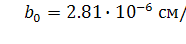 b₀ = 2.81 · 10⁻⁶ см/